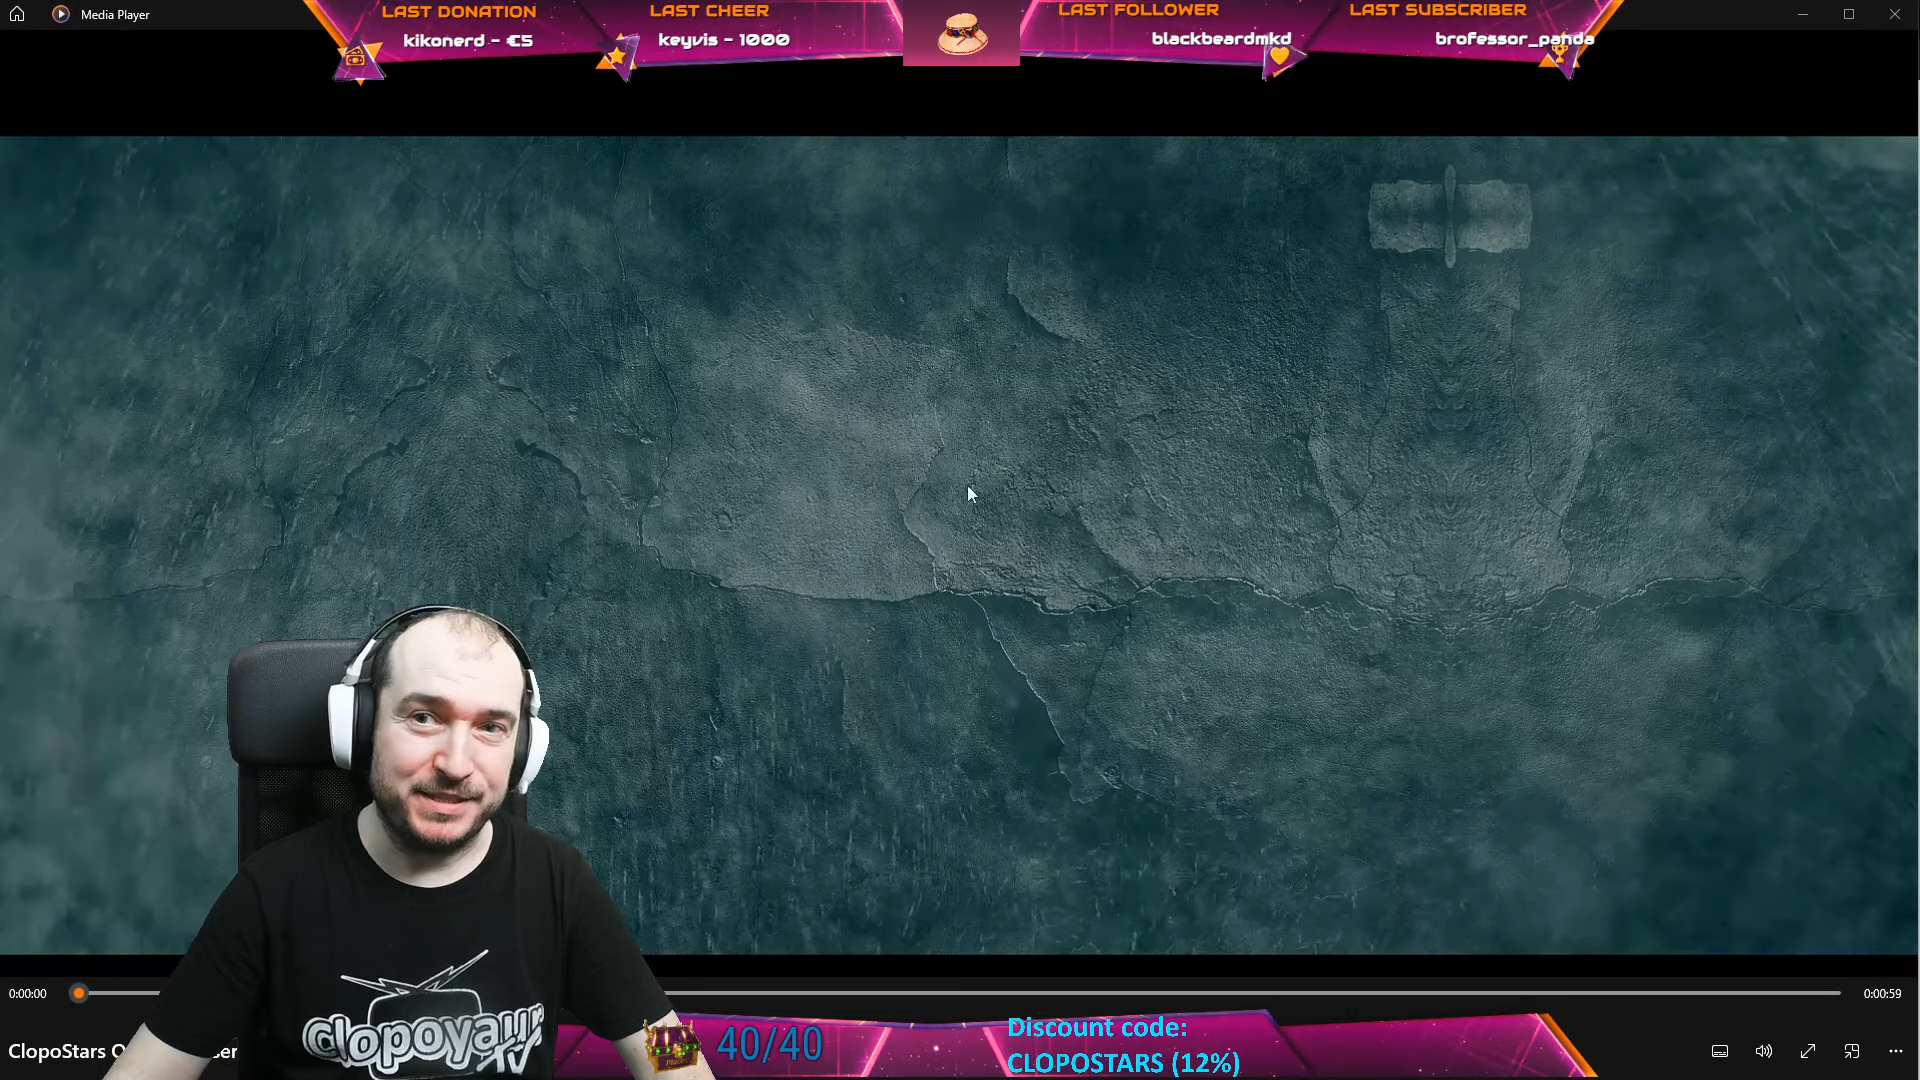 Media Player
LAST DONATION
kikonerd - €5
LAST CHEER
keyvis - 1000
LAST FOLLOWER
blackbeardmkd
LAST SUBSCRIBER
brofessor_panda
0:00:00
0:00:59
ClopoStars
clopoyaur
TV
40/40
Discount code:
CLOPOSTARS (12%)